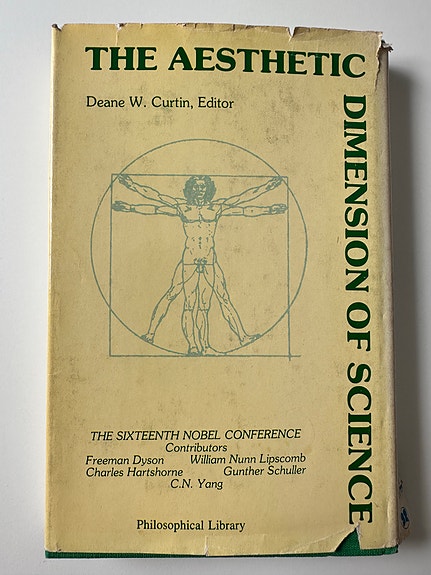 THE AESTHETIC
DIMENSION OF SCIENCE
Deane W. Curtin, Editor
THE SIXTEENTH NOBEL CONFERENCE
Contributors
Freeman Dyson William Nunn Lipscomb
Charles Hartshorne Gunther Schuller
C.N. Yang
Philosophical Library